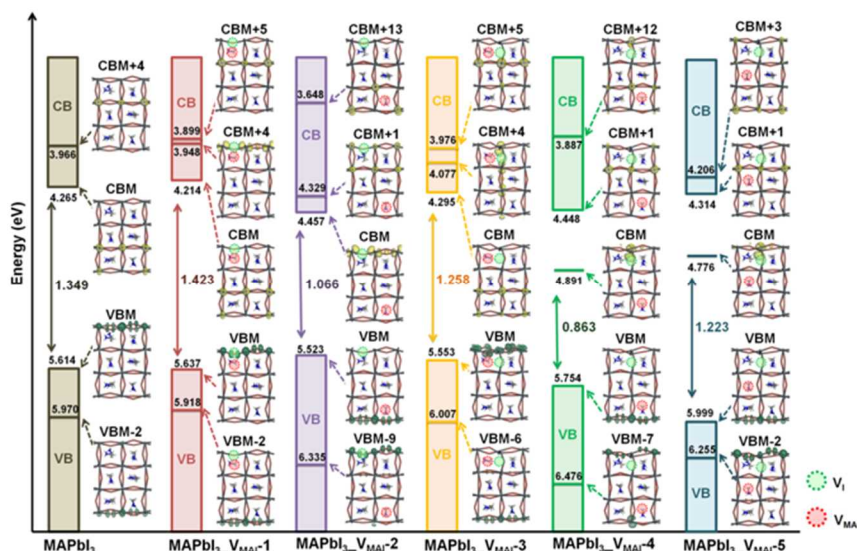 Energy (eV)
CBM+4
CB
3.966
4.265
CBM
1.349
VBM
5.614
5.970
VB
VBM-2
MAPbI3
CBM+5
CB
3.899
CBM+4
3.948
4.214
CBM
1.423
VBM
5.637
5.918
VB
VBM-2
MAPbI3_VMAI-1
CBM+13
3.648
CB
CBM+1
4.329
4.457
CBM
1.066
VBM
5.523
VB
6.335
VBM-9
MAPbI3_VMAI-2
CBM+5
CB
3.976
CBM+4
4.077
4.295
CBM
1.258
VBM
5.553
6.007
VBM-6
VB
MAPbI3_VMAI-3
CBM+12
CB
3.887
CBM+1
4.448
CBM
4.891
0.863
VBM
5.754
VB
VBM-7
6.476
MAPbI3_VMAI-4
CBM+3
CB
CBM+1
4.206
4.314
CBM
4.776
1.223
VBM
5.999
6.255
VBM-2
VB
MAPbI3_VMAI-5
VI
VMA